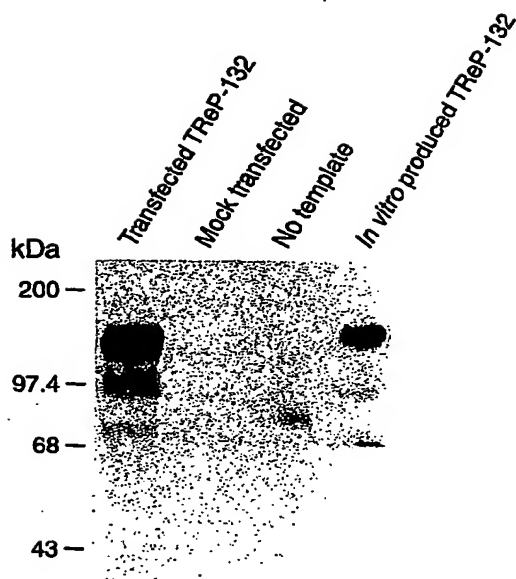 Transfected TReP-132
Mock transfected
No template
In vitro produced TReP-132
kDa
200
97.4
68
43